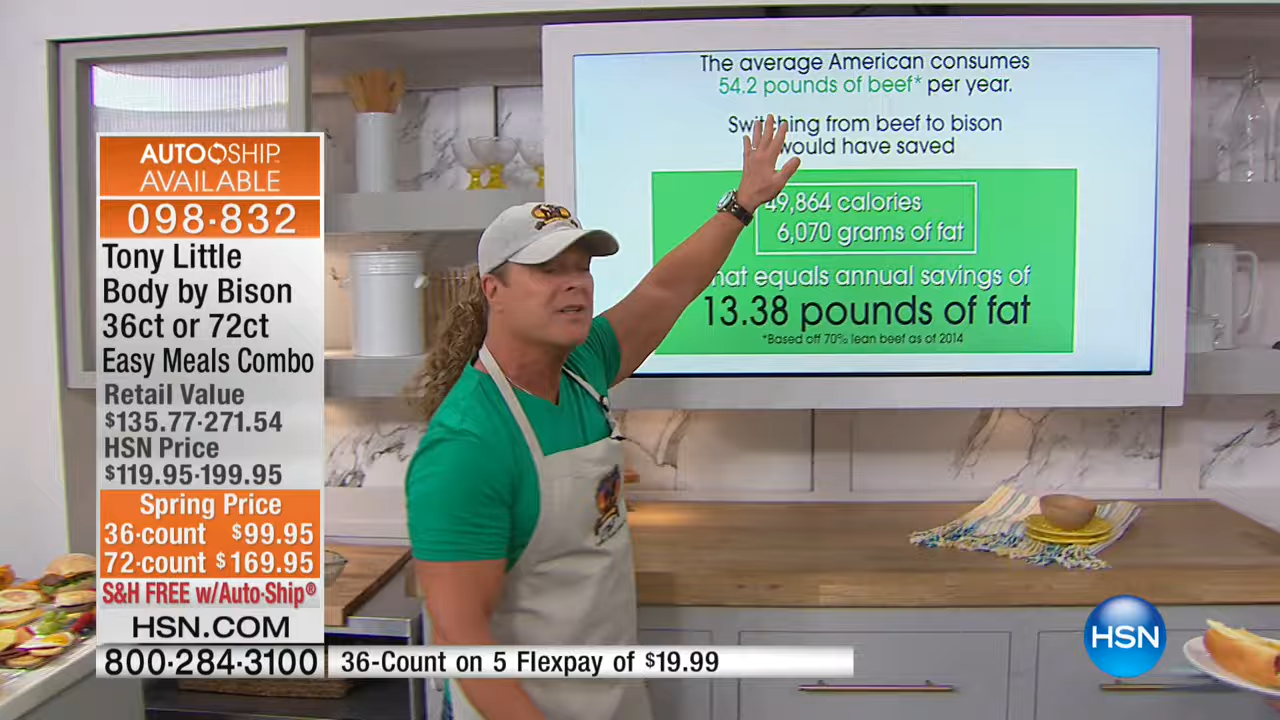 The average American consumes
54.2 pounds of beef* per year.
Switching from beef to bison
would have saved
49,864 calories
6,070 grams of fat
equals annual savings of
13.38 pounds of fat
*Based off 70% lean beef as of 2014
AUTOSHIP
AVAILABLE
098·832
Tony Little
Body by Bison
36ct or 72ct
Easy Meals Combo
Retail Value
$135.77-271.54
HSN Price
$119.95-199.95
Spring Price
36-count $99.95
72-count $169.95
S&H FREE w/Auto-Ship®
HSN.COM
800·284·3100
36-Count on 5 Flexpay of $19.99
HSN